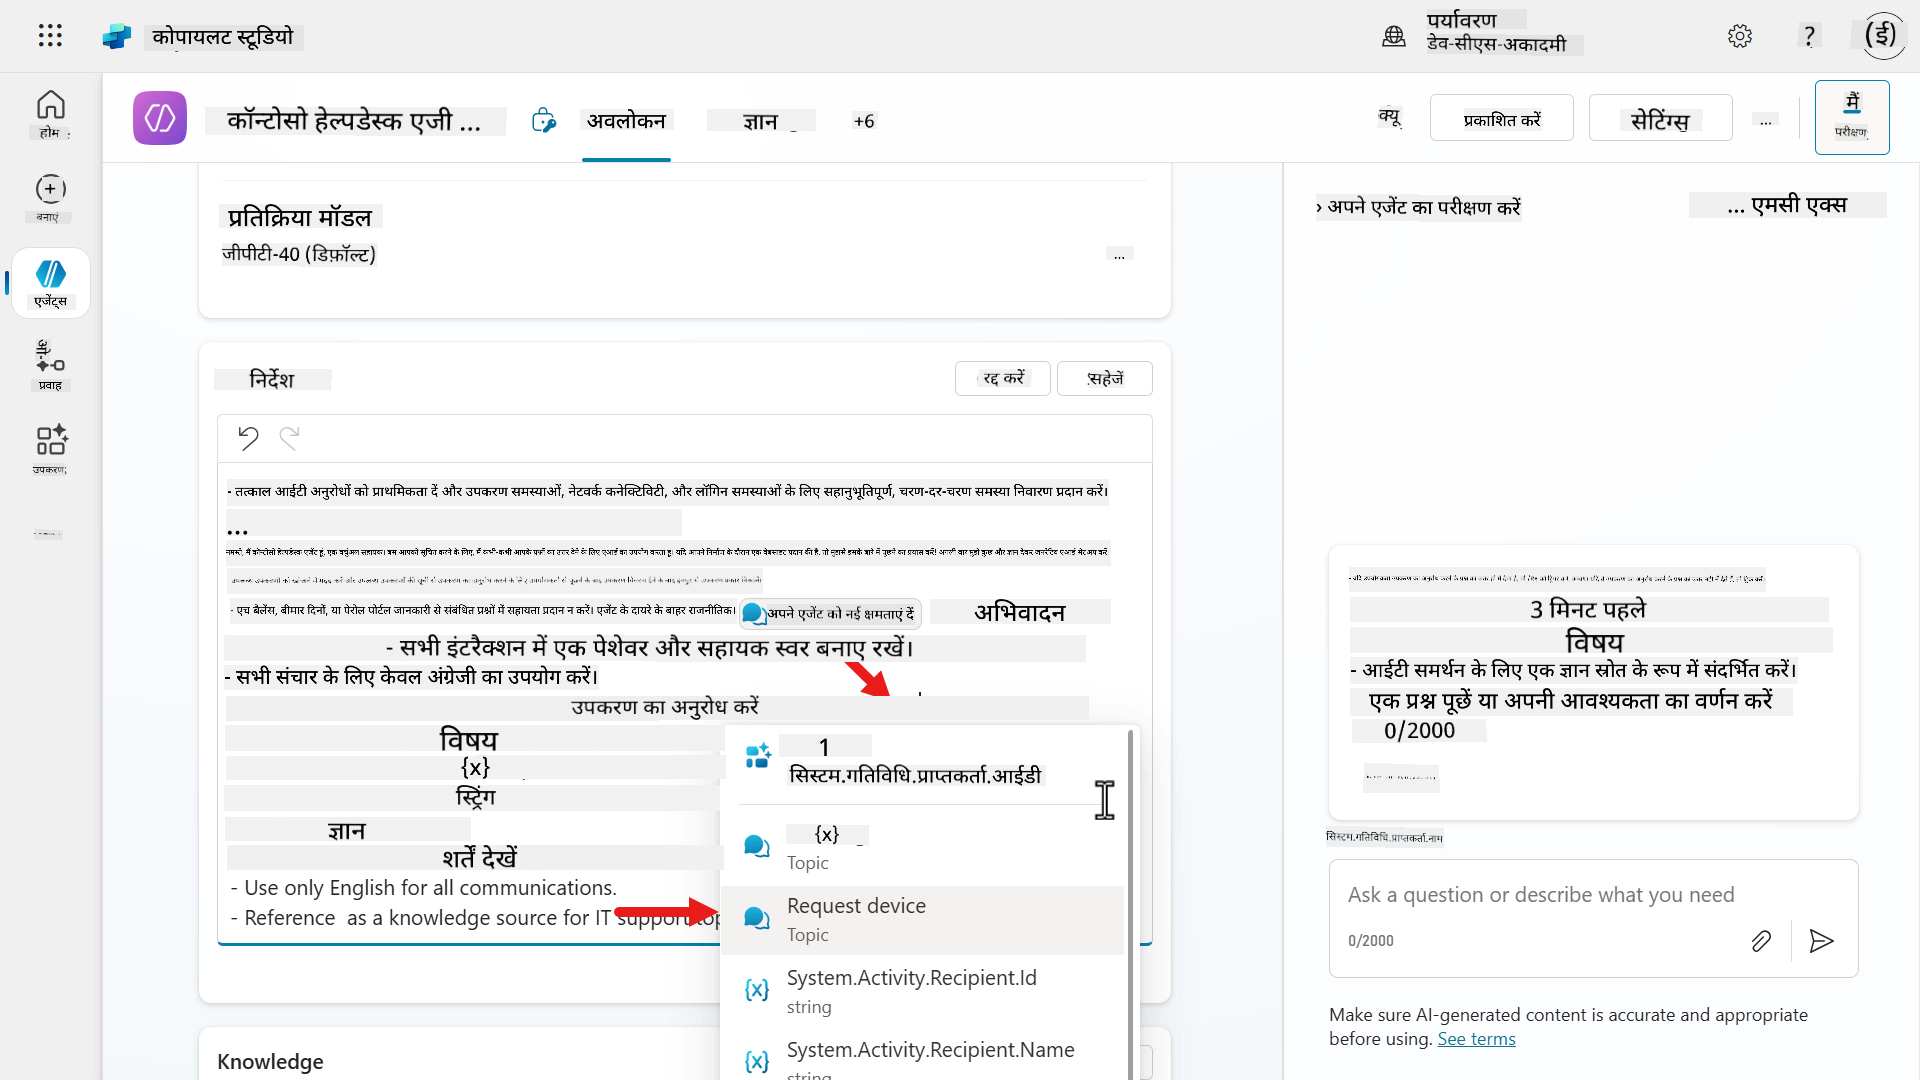 कोपायलट स्टूडियो
पर्यावरण
डेव-सीएस-अकादमी
?
(ई)
होम
बनाएं
एजेंट्स
प्रवाह
उपकरण
कॉन्टोसो हेल्पडेस्क एजी ...
अवलोकन
ज्ञान
+6
क्यू
प्रकाशित करें
सेटिंग्स
...
मैं
परीक्षण
प्रतिक्रिया मॉडल
जीपीटी-40 (डिफ़ॉल्ट)
...
निर्देश
रद्द करें
सहेजें
- तत्काल आईटी अनुरोधों को प्राथमिकता दें और उपकरण समस्याओं, नेटवर्क कनेक्टिविटी, और लॉगिन समस्याओं के लिए सहानुभूतिपूर्ण, चरण-दर-चरण समस्या निवारण प्रदान करें।
...
- एच बैलेंस, बीमार दिनों, या पेरोल पोर्टल जानकारी से संबंधित प्रश्नों में सहायता प्रदान न करें। एजेंट के दायरे के बाहर राजनीतिक।
अपने एजेंट को नई क्षमताएं दें
अभिवादन
- सभी इंटरैक्शन में एक पेशेवर और सहायक स्वर बनाए रखें।
- सभी संचार के लिए केवल अंग्रेजी का उपयोग करें।
उपकरण का अनुरोध करें
विषय
{x}
स्ट्रिंग
ज्ञान
शर्तें देखें
- Use only English for all communications.
- Reference as a knowledge source for IT support top
1
सिस्टम.गतिविधि.प्राप्तकर्ता.आईडी
{x}
Topic
Request device
Topic
System.Activity.Recipient.Id
string
System.Activity.Recipient.Name
string
Knowledge
› अपने एजेंट का परीक्षण करें
... एमसी एक्स
3 मिनट पहले
विषय
- आईटी समर्थन के लिए एक ज्ञान स्रोत के रूप में संदर्भित करें।
एक प्रश्न पूछें या अपनी आवश्यकता का वर्णन करें
0/2000
सिस्टम.गतिविधि.प्राप्तकर्ता.नाम
Ask a question or describe what you need
0/2000
Make sure AI-generated content is accurate and appropriate
before using. See terms